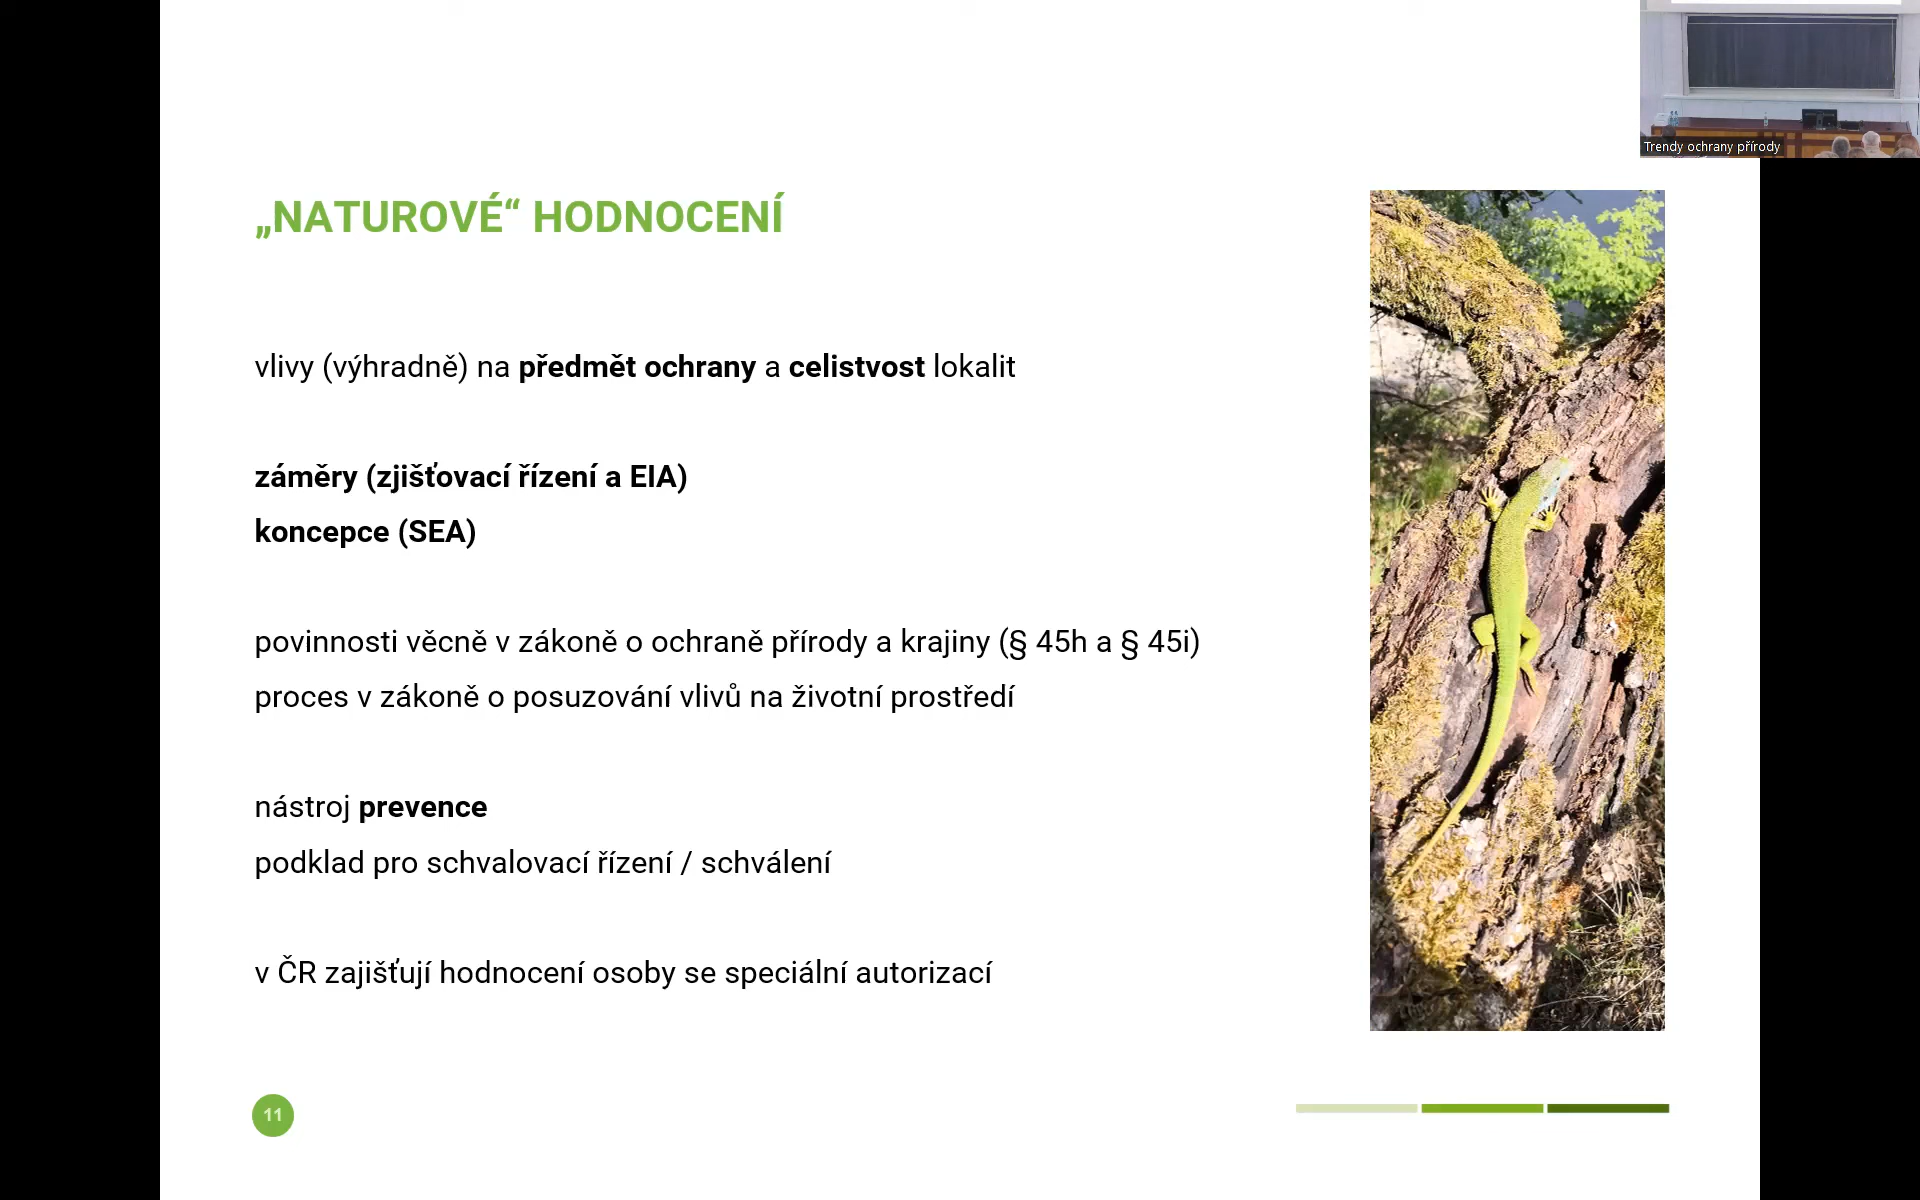 Trendy ochrany přírody
„NATUROVÉ“ HODNOCENÍ
vlivy (výhradně) na předmět ochrany a celistvost lokalit
záměry (zjišťovací řízení a EIA)
koncepce (SEA)
povinnosti věcně v zákoně o ochraně přírody a krajiny (§ 45h a § 45i)
proces v zákoně o posuzování vlivů na životní prostředí
nástroj prevence
podklad pro schvalovací řízení / schválení
v ČR zajišťují hodnocení osoby se speciální autorizací
11